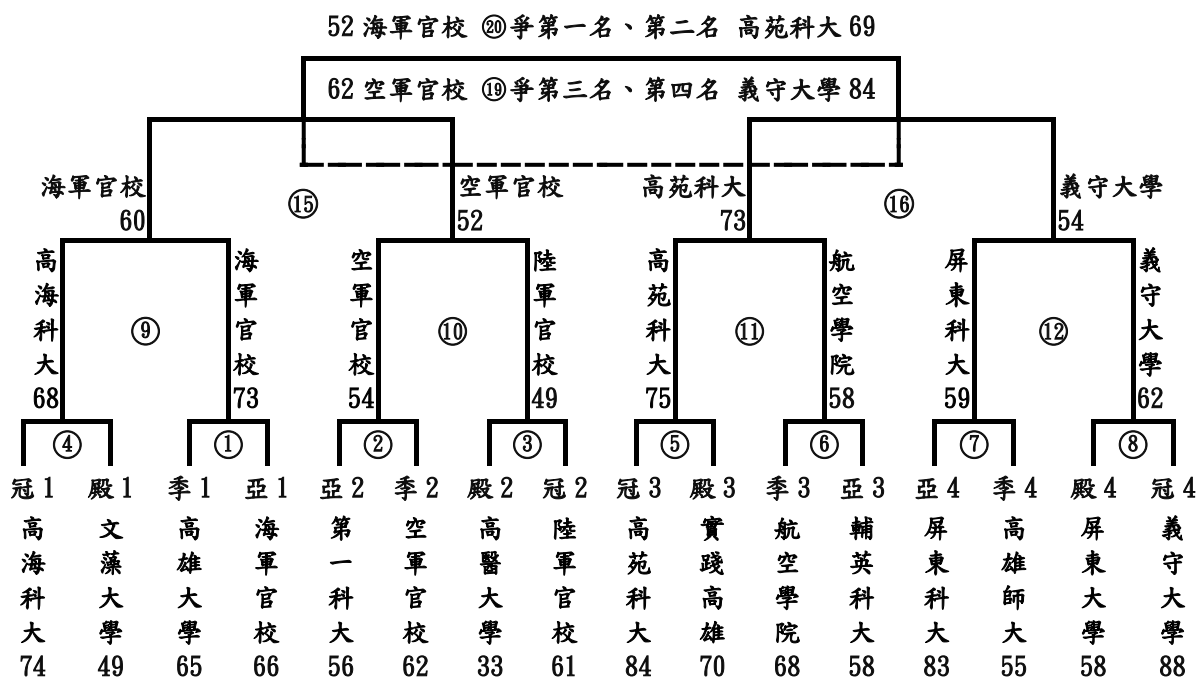 52 海軍官校 ⑳爭第一名、第二名 高苑科大 69
62 空軍官校 ⑲爭第三名、第四名 義守大學 84
海軍官校
60
⑮
空軍官校
52
高苑科大
73
⑯
義守大學
54
高海科大
68
⑨
海軍官校
73
空軍官校
54
⑩
陸軍官校
49
高苑科大
75
⑪
航空學院
58
屏東科大
59
⑫
義守大學
62
④ ① ② ③ ⑤ ⑥ ⑦ ⑧
冠1 殿1 季1 亞1 亞2 季2 殿2 冠2 冠3 殿3 季3 亞3 亞4 季4 殿4 冠4
高海科大
文藻大學
高雄大學
海軍官校
第一科大
空軍官校
高醫大學
陸軍官校
高苑科大
實踐高雄
航空學院
輔英科大
屏東科大
高雄師大
屏東大學
義守大學
74 49 65 66 56 62 33 61 84 70 68 58 83 55 58 88